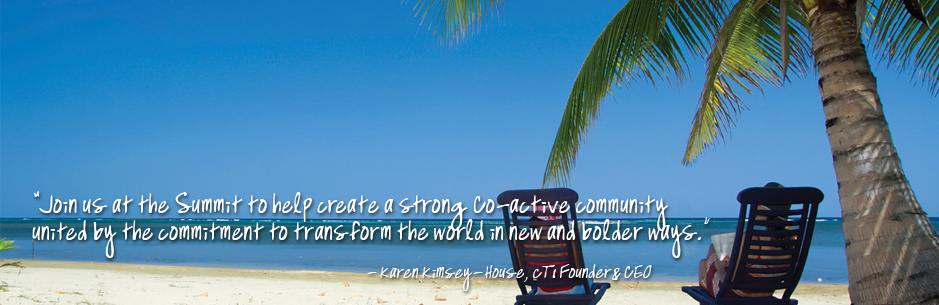 "Join us at the Summit to help create a strong Co-active community
united by the commitment to transform the world in new and bolder ways."
- Karen Kimsey-House, CTI Founder & CEO